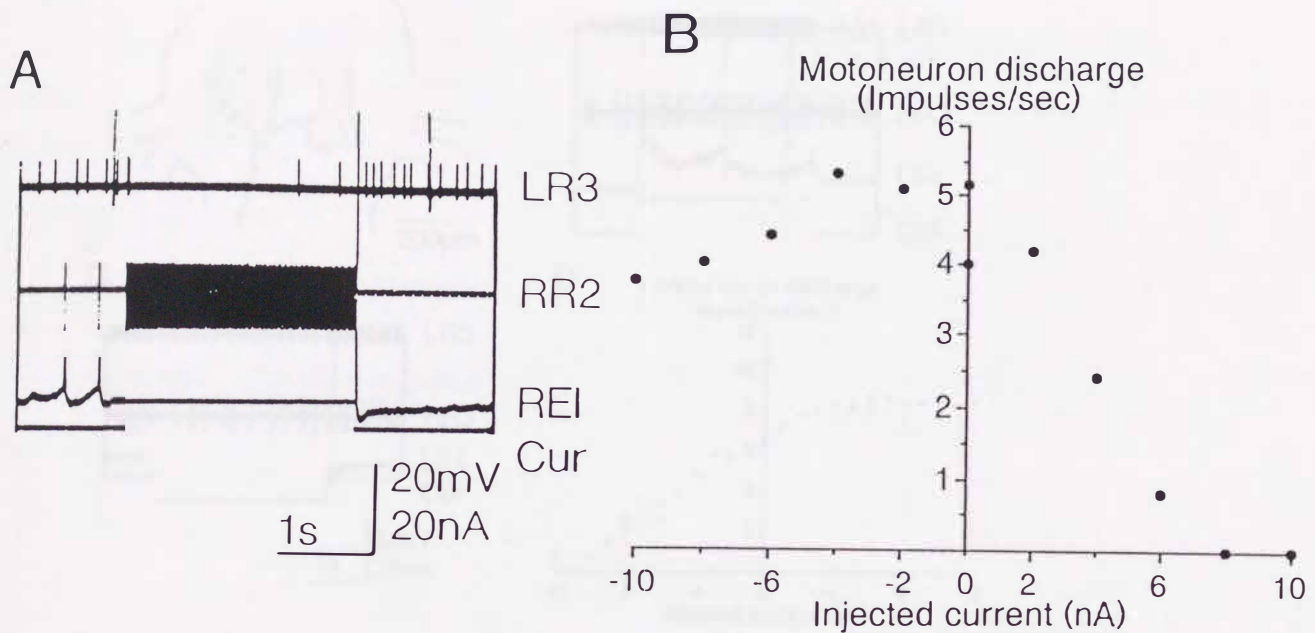 A
LR3
RR2
REI
Cur
20mV
20nA
1s
B
Motoneuron discharge
(Impulses/sec)
6
5
4
3
2
1
-10
-6
-2
0
2
6
10
Injected current (nA)